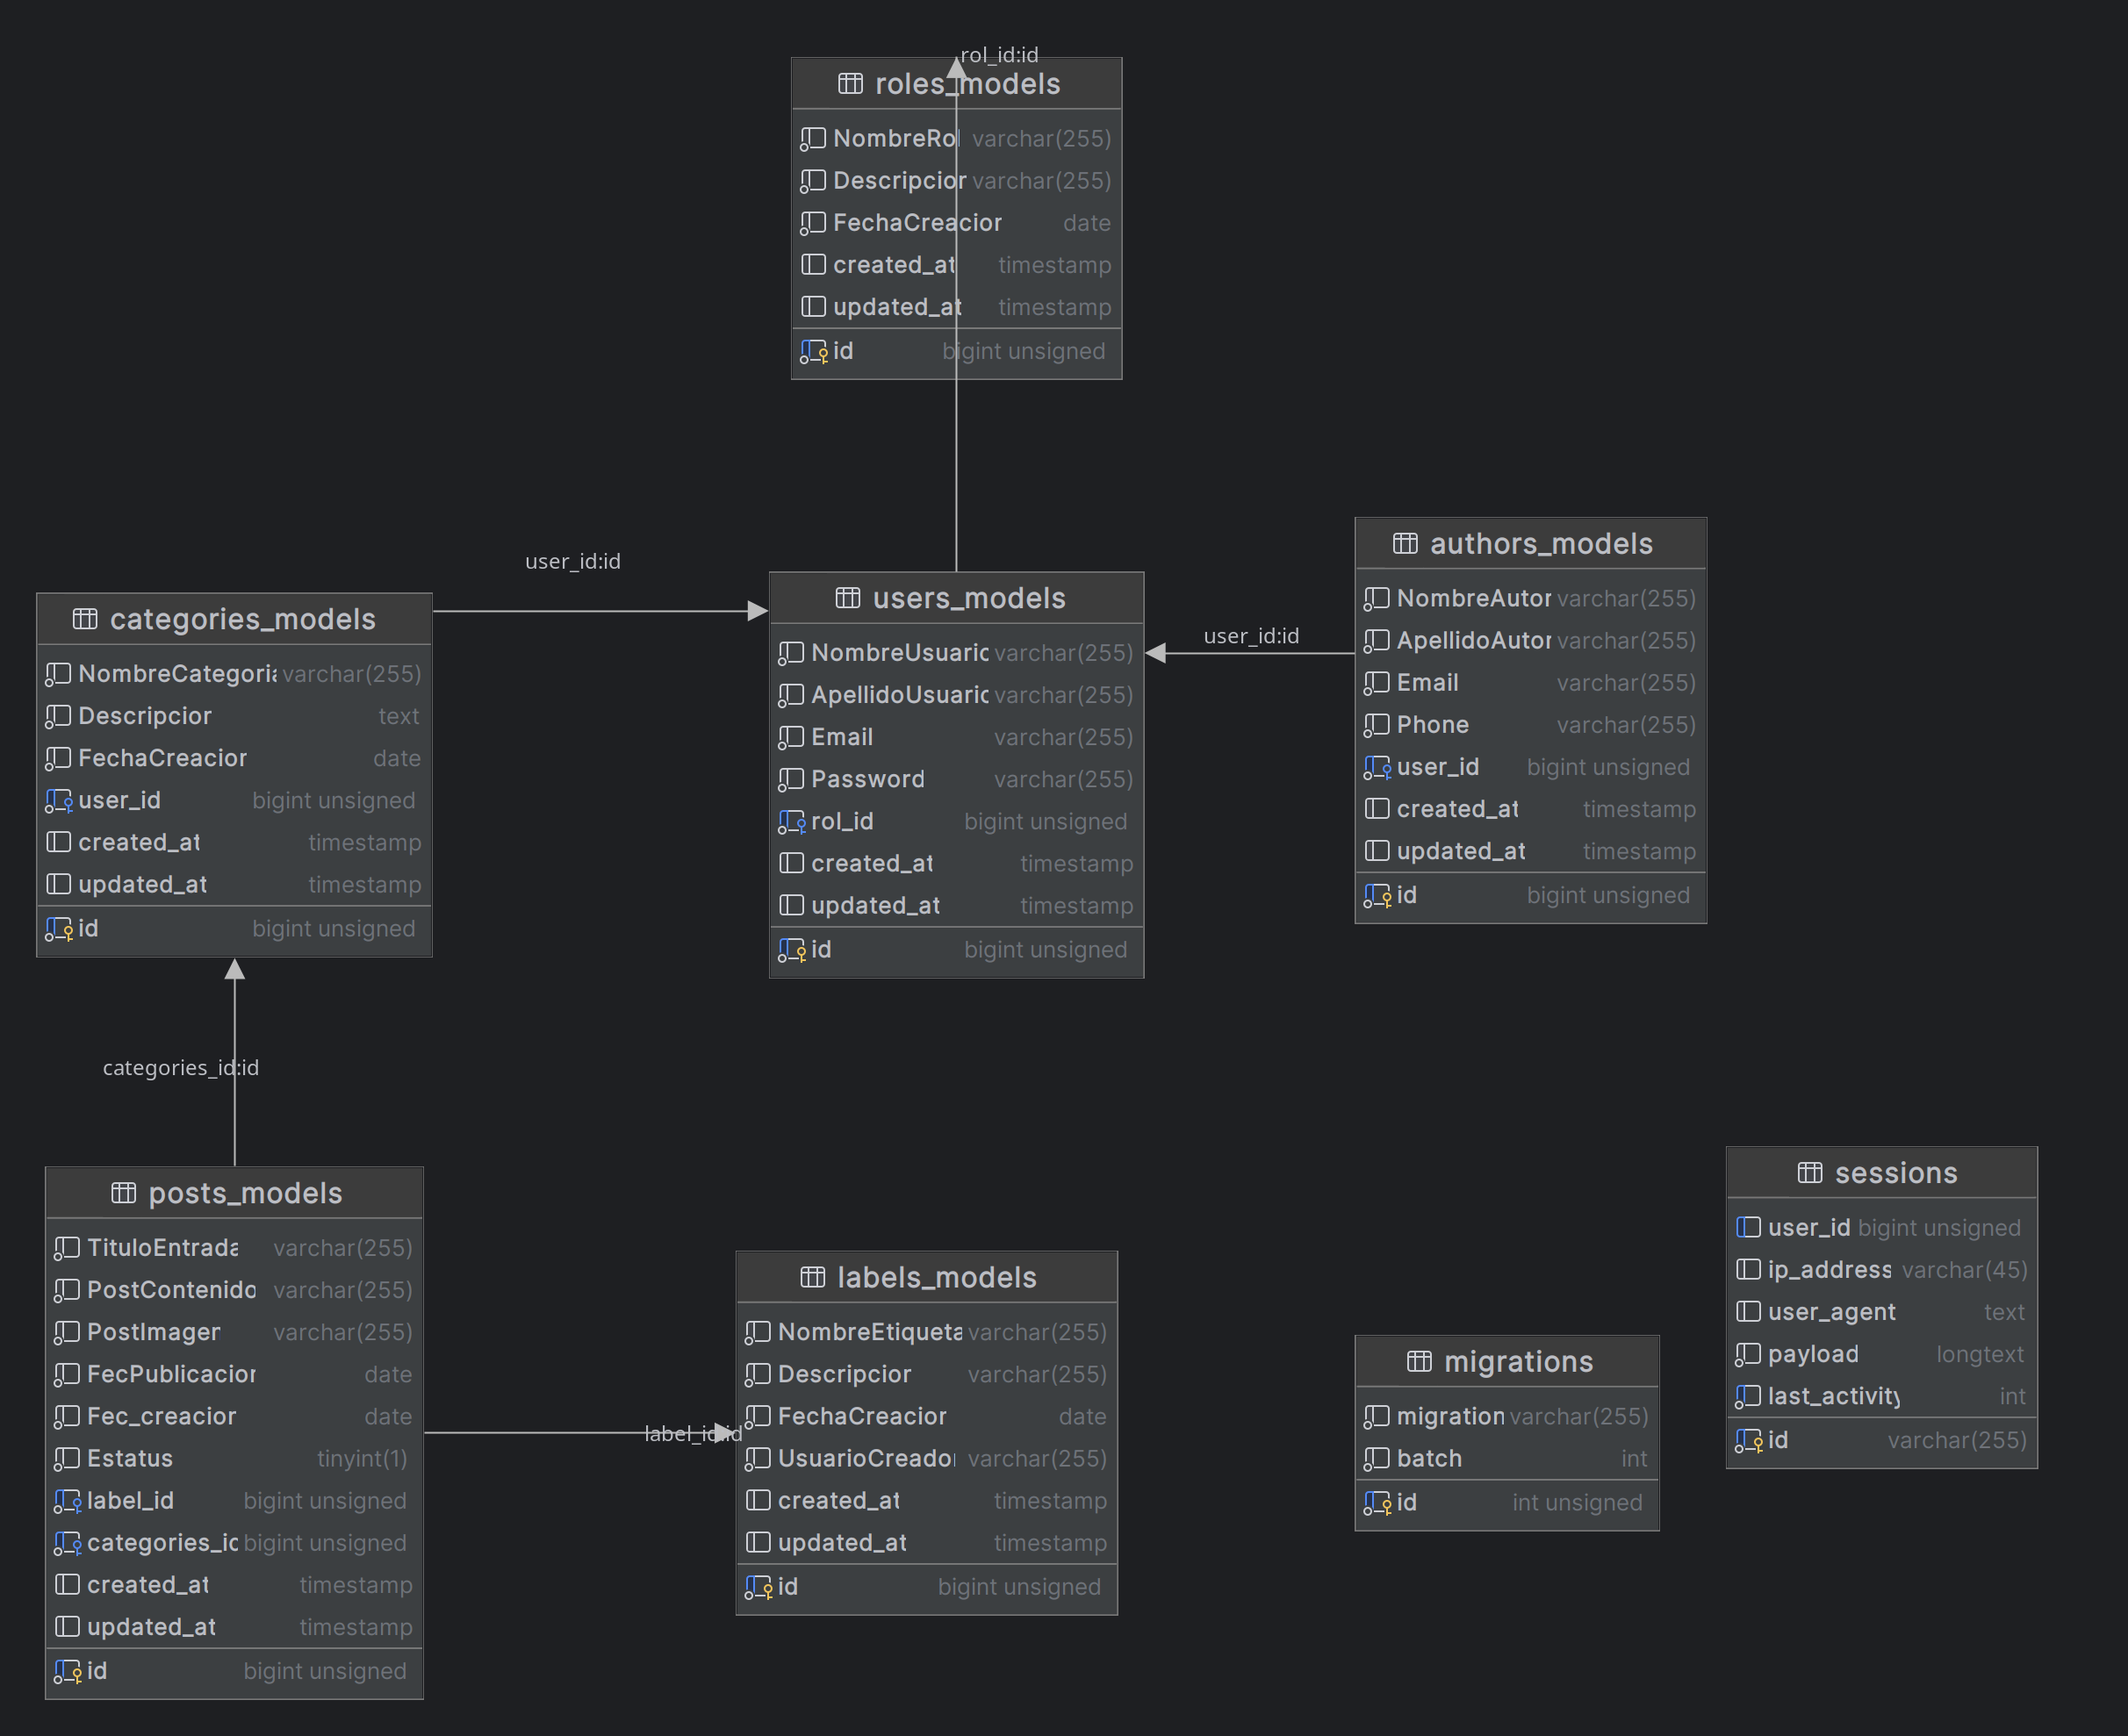 rol_id:id
roles_models
NombreRol varchar(255)
Descripcior varchar(255)
FechaCreacior date
created_at timestamp
updated_at timestamp
id bigint unsigned
user_id:id
categories_models
NombreCategoria varchar(255)
Descripcior text
FechaCreacior date
user_id bigint unsigned
created_at timestamp
updated_at timestamp
id bigint unsigned
users_models
NombreUsuaric varchar(255)
ApellidoUsuaric varchar(255)
Email varchar(255)
Password varchar(255)
rol_id bigint unsigned
created_at timestamp
updated_at timestamp
id bigint unsigned
user_id:id
authors_models
NombreAutor varchar(255)
ApellidoAutor varchar(255)
Email varchar(255)
Phone varchar(255)
user_id bigint unsigned
created_at timestamp
updated_at timestamp
id bigint unsigned
categories_id:id
posts_models
TituloEntrada varchar(255)
PostContenido varchar(255)
PostImager varchar(255)
FecPublicacior date
Fec_creacior date
Estatus tinyint(1)
label_id bigint unsigned
categories_ic bigint unsigned
created_at timestamp
updated_at timestamp
id bigint unsigned
label_id:id
labels_models
NombreEtiqueta varchar(255)
Descripcior varchar(255)
FechaCreacior date
UsuarioCreador varchar(255)
created_at timestamp
updated_at timestamp
id bigint unsigned
migrations
migration varchar(255)
batch int
id int unsigned
sessions
user_id bigint unsigned
ip_address varchar(45)
user_agent text
payload longtext
last_activity int
id varchar(255)